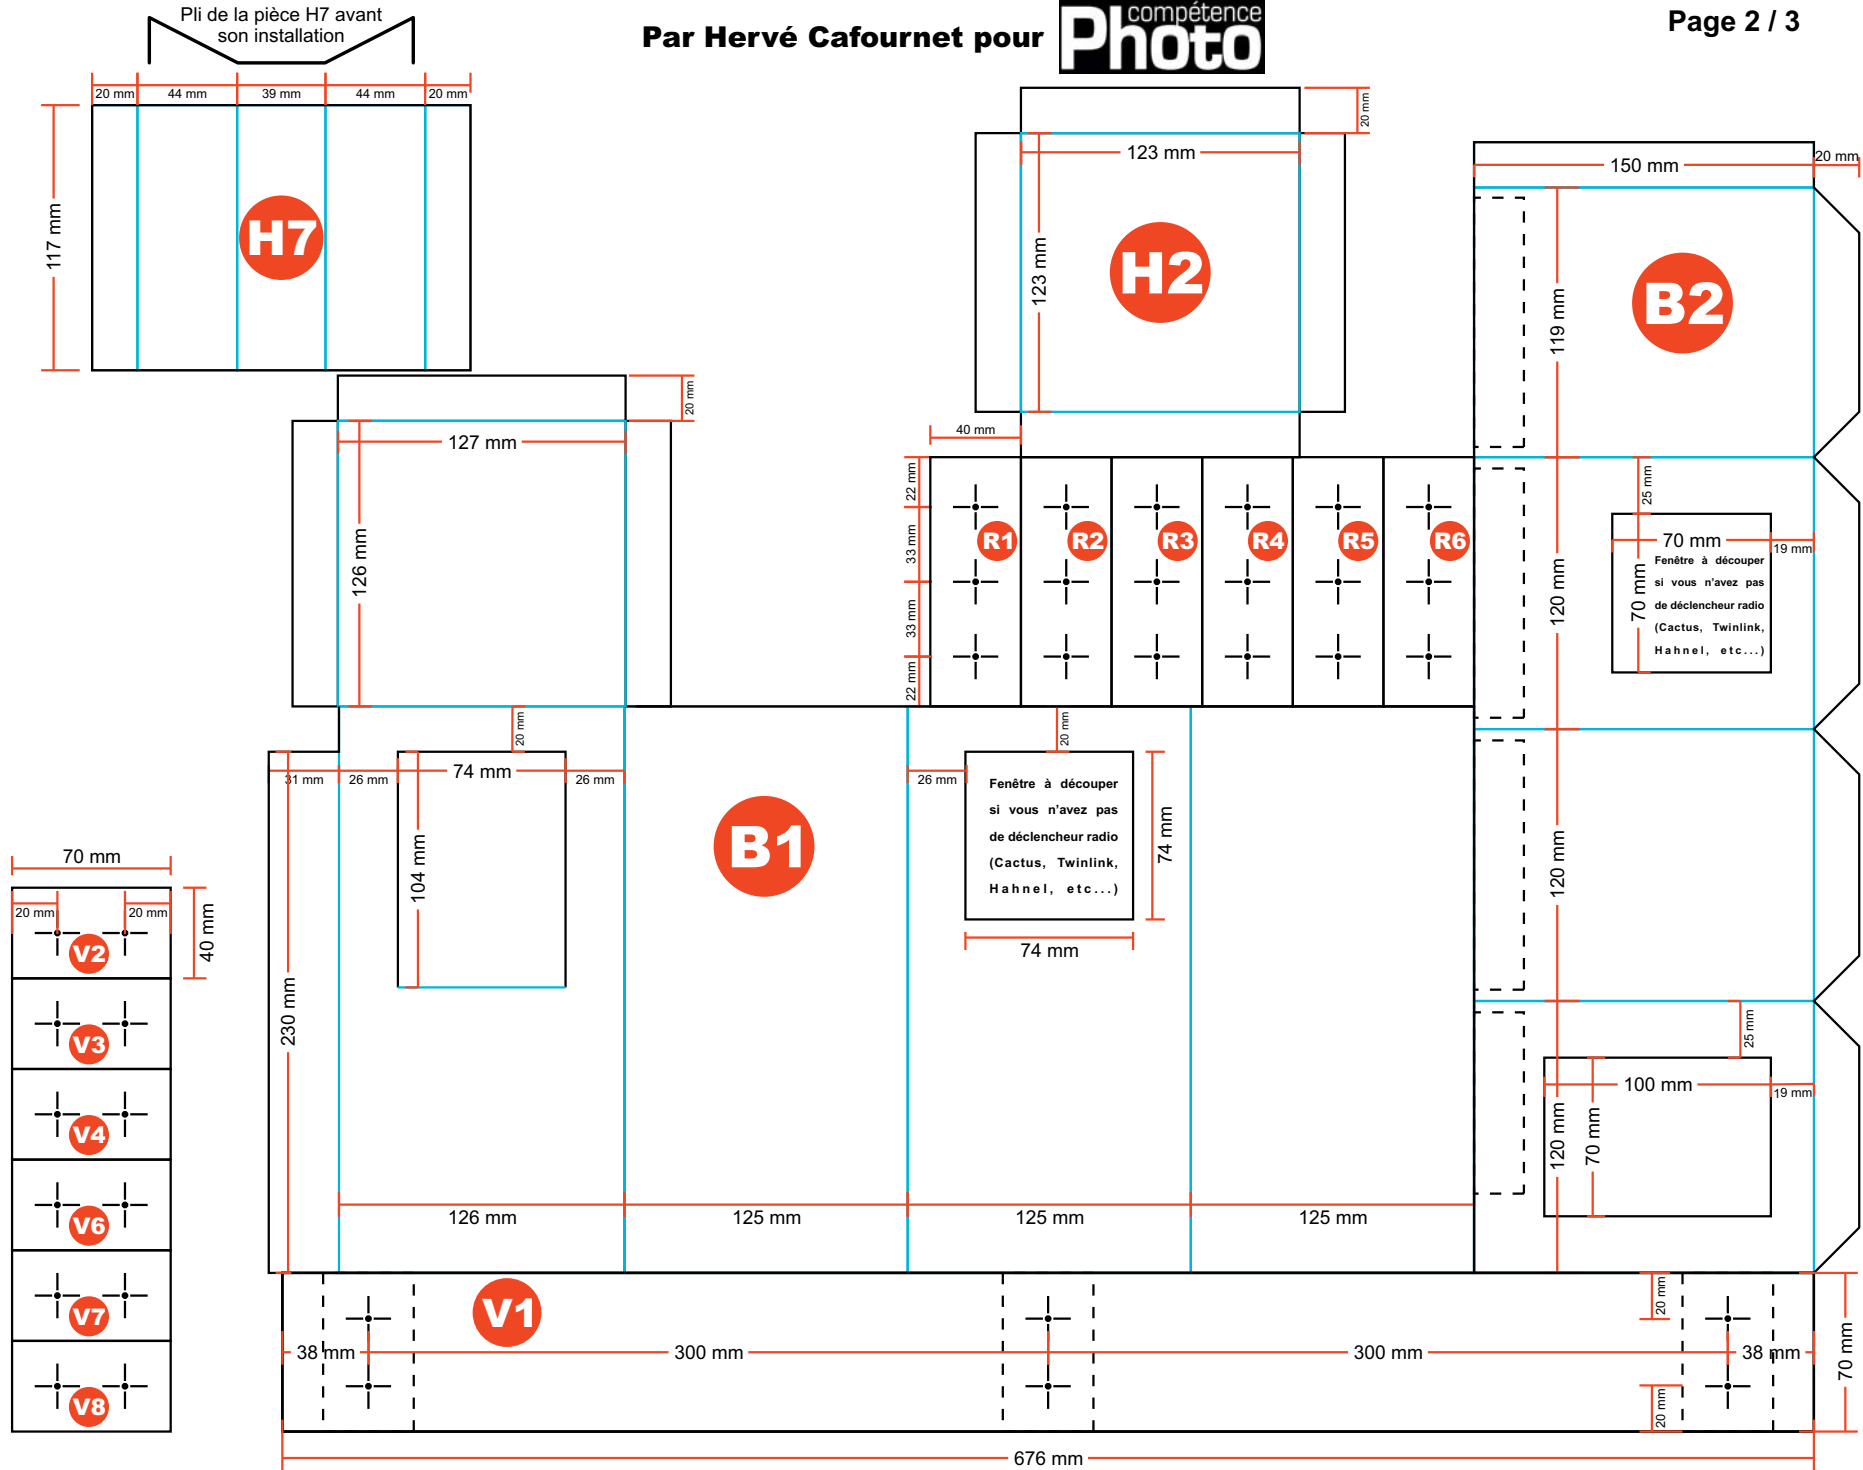 Pli de la pièce H7 avant
son installation
Par Hervé Cafournet pour
compétence
Photo
Page 2 / 3
20 mm
44 mm
39 mm
44 mm
20 mm
117 mm
H7
20 mm
123 mm
123 mm
H2
150 mm
20 mm
119 mm
B2
20 mm
127 mm
126 mm
40 mm
22 mm
33 mm
33 mm
22 mm
R1
R2
R3
R4
R5
R6
25 mm
120 mm
70 mm
70 mm
19 mm
Fenêtre à découper
si vous n'avez pas
de déclencheur radio
(Cactus, Twinlink,
Hahnel, etc...)
20 mm
31 mm
26 mm
74 mm
26 mm
104 mm
230 mm
B1
20 mm
26 mm
Fenêtre à découper
si vous n'avez pas
de déclencheur radio
(Cactus, Twinlink,
Hahnel, etc...)
74 mm
74 mm
120 mm
25 mm
100 mm
19 mm
120 mm
70 mm
70 mm
20 mm
20 mm
40 mm
V2
V3
V4
V6
V7
V8
126 mm
125 mm
125 mm
125 mm
V1
38 mm
300 mm
300 mm
38 mm
20 mm
20 mm
70 mm
676 mm